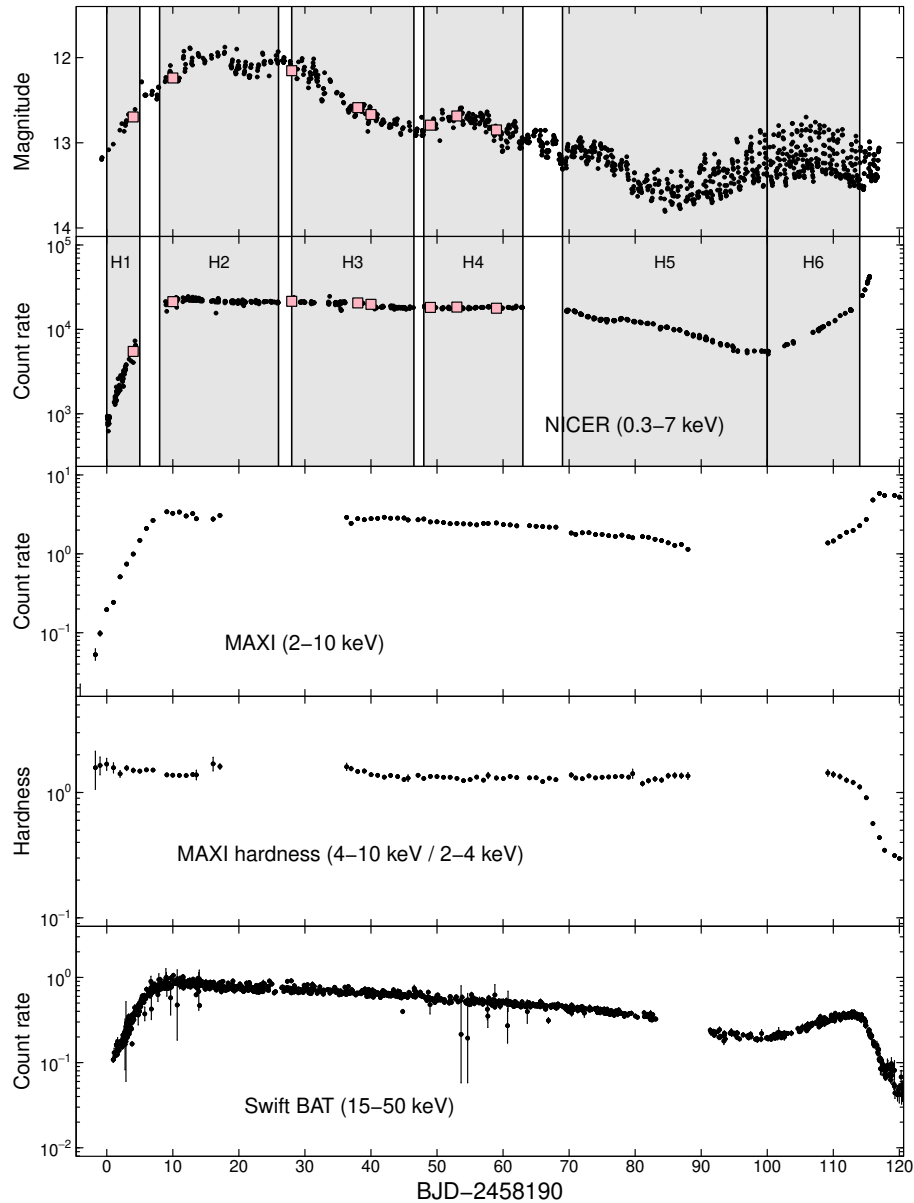 12
13
14
Magnitude
10^5
10^4
10^3
Count rate
H1
H2
H3
H4
H5
H6
NICER (0.3−7 keV)
10^1
10^0
10^−1
Count rate
MAXI (2−10 keV)
10^0
10^−1
Hardness
MAXI hardness (4−10 keV / 2−4 keV)
10^0
10^−1
10^−2
Count rate
Swift BAT (15−50 keV)
0 10 20 30 40 50 60 70 80 90 100 110 120
BJD−2458190